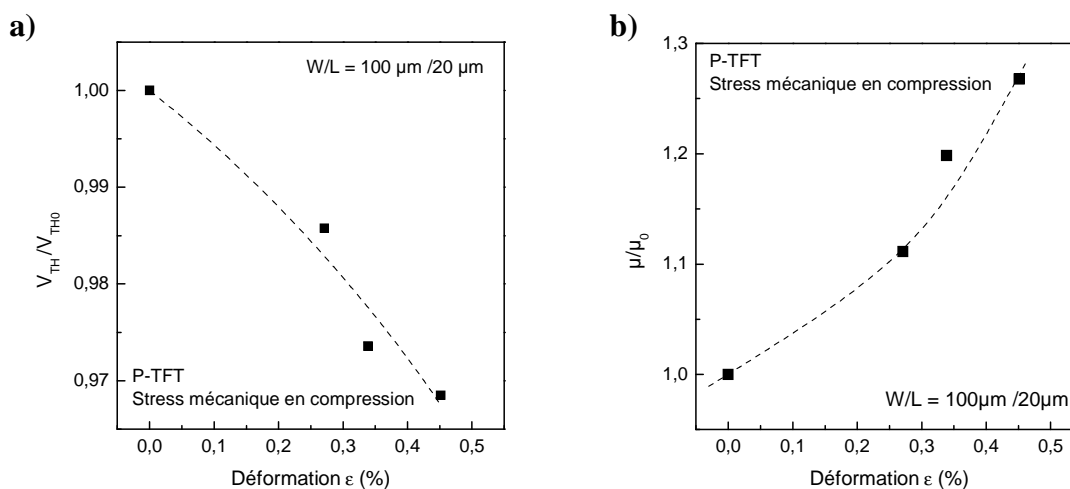 a)
W/L = 100 µm /20 µm
1,00
0,99
0,98
0,97
V_TH/V_TH0
P-TFT
Stress mécanique en compression
0,0 0,1 0,2 0,3 0,4 0,5
Déformation ε (%)
b)
1,3
P-TFT
Stress mécanique en compression
1,2
1,1
1,0
µ/µ₀
W/L = 100µm /20µm
0,0 0,1 0,2 0,3 0,4 0,5
Déformation ε (%)